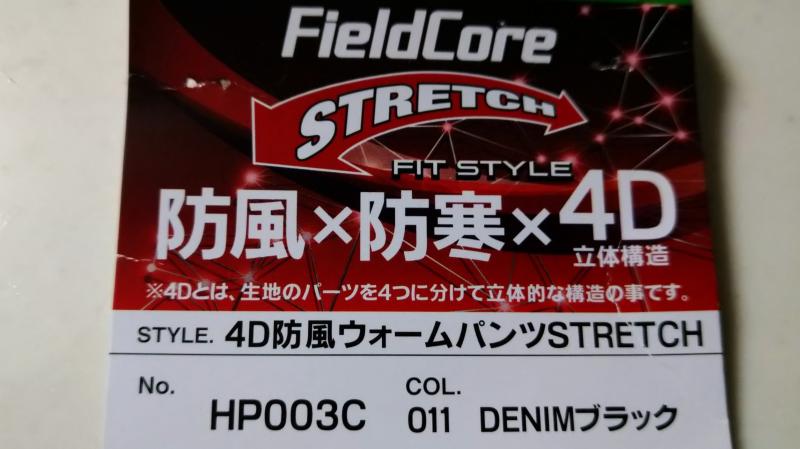 FieldCore
STRETCH
FIT STYLE
防風×防寒×4D
立体構造
※4Dとは、生地のパーツを4つに分けて立体的な構造の事です。
STYLE. 4D防風ウォームパンツSTRETCH
No. HP003C COL. 011 DENIMブラック